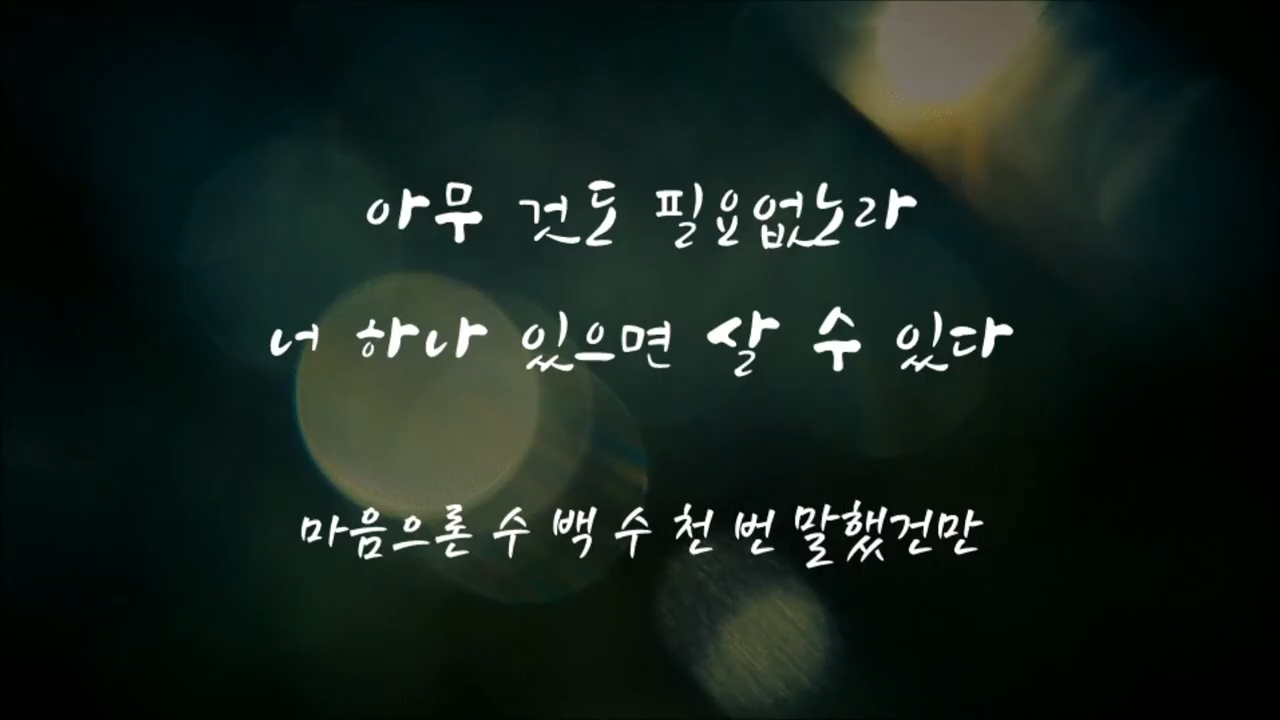 아무 것도 필요없노라
너 하나 있으면 살 수 있다
마음으론 수 백 수 천 번 말했건만